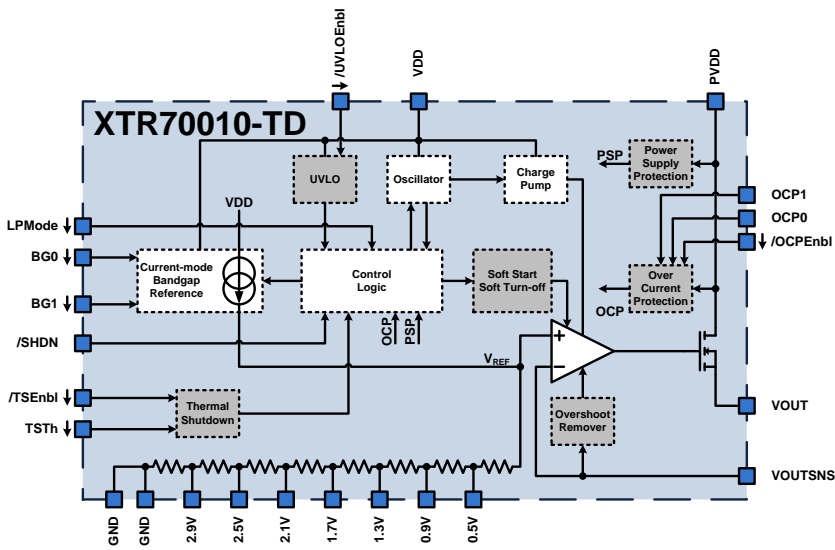 /UVLOEnbl
VDD
PVDD
XTR70010-TD
UVLO
Oscillator
Charge
Pump
PSP
Power
Supply
Protection
OCP1
OCP0
/OCPEnbl
LPMode
VDD
BG0
BG1
Current-mode
Bandgap
Reference
Control
Logic
Soft Start
Soft Turn-off
Over
Current
Protection
OCP
/SHDN
OCP
PSP
VREF
+
−
/TSEnbl
TSTh
Thermal
Shutdown
Overshoot
Remover
VOUT
VOUTSNS
GND
GND
2.9V
2.5V
2.1V
1.7V
1.3V
0.9V
0.5V